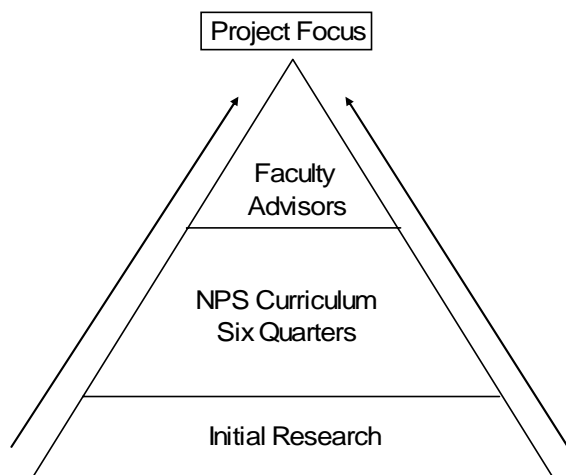 Project Focus
Faculty
Advisors
NPS Curriculum
Six Quarters
Initial Research